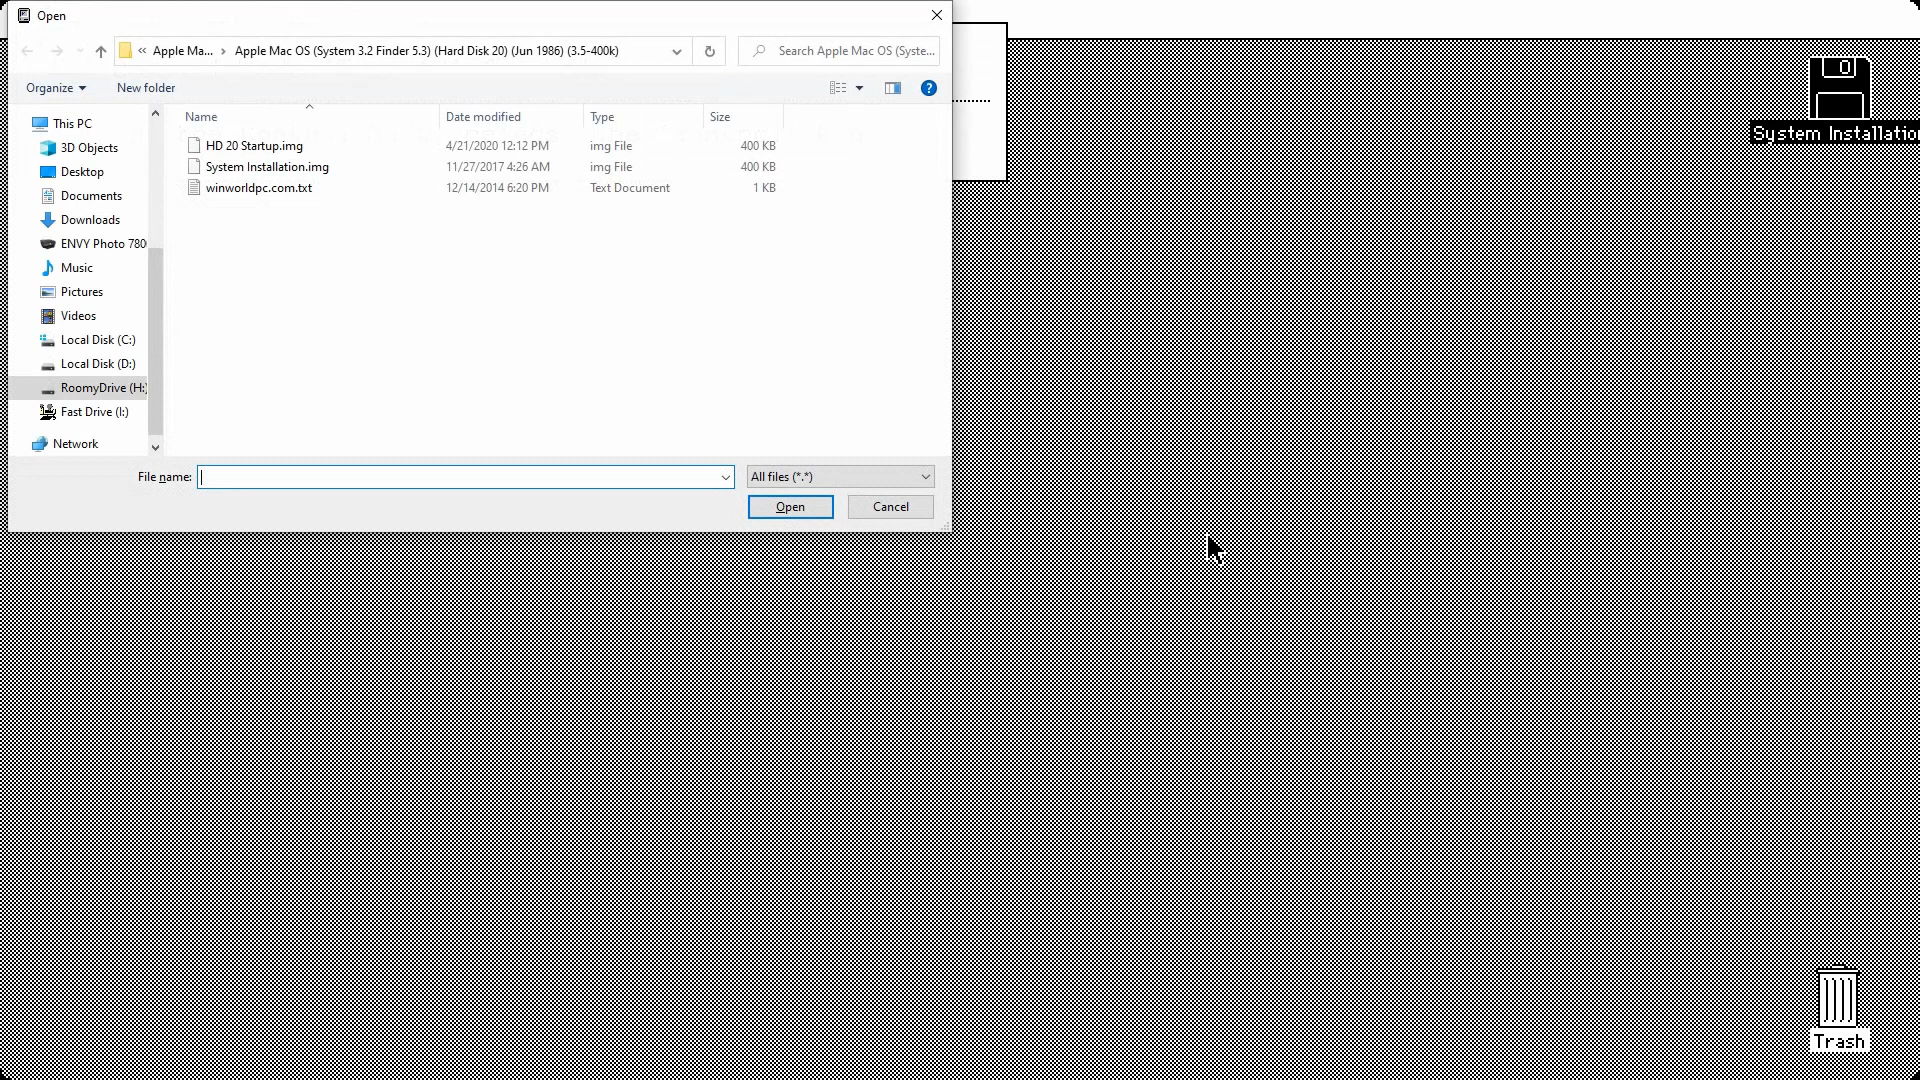 Open
« Apple Ma... > Apple Mac OS (System 3.2 Finder 5.3) (Hard Disk 20) (Jun 1986) (3.5-400k)
Search Apple Mac OS (Syste...
Organize
New folder
Name
Date modified
Type
Size
HD 20 Startup.img
4/21/2020 12:12 PM
img File
400 KB
System Installation.img
11/27/2017 4:26 AM
img File
400 KB
winworldpc.com.txt
12/14/2014 6:20 PM
Text Document
1 KB
This PC
3D Objects
Desktop
Documents
Downloads
ENVY Photo 780
Music
Pictures
Videos
Local Disk (C:)
Local Disk (D:)
RoomyDrive (H:)
Fast Drive (I:)
Network
File name:
All files (*.*)
Open
Cancel
System Installatio
Trash